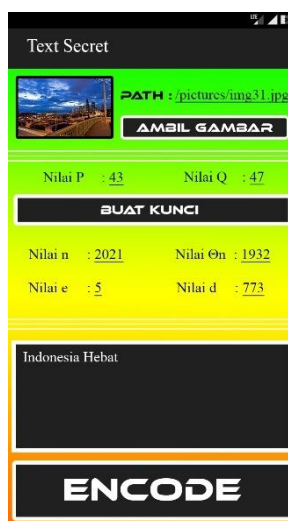 LTE
Text Secret
PATH : /pictures/img31.jpg
AMBIL GAMBAR
Nilai P : 43 Nilai Q : 47
BUAT KUNCI
Nilai n : 2021 Nilai Θn : 1932
Nilai e : 5 Nilai d : 773
Indonesia Hebat
ENCODE